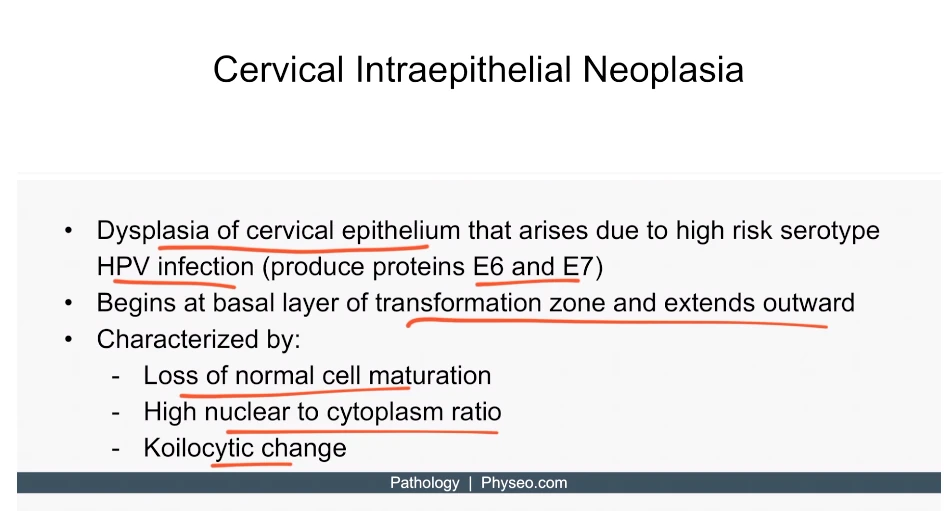 Cervical Intraepithelial Neoplasia
• Dysplasia of cervical epithelium that arises due to high risk serotype
HPV infection (produce proteins E6 and E7)
• Begins at basal layer of transformation zone and extends outward
• Characterized by:
- Loss of normal cell maturation
- High nuclear to cytoplasm ratio
- Koilocytic change
Pathology | Physeo.com